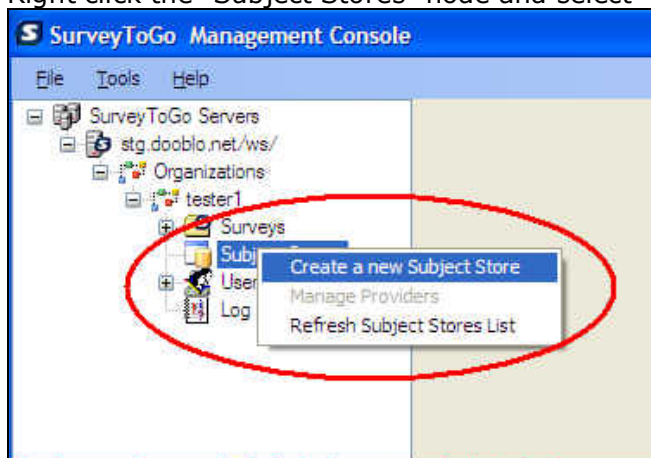 Right click the "Subject Stores" node and select
SurveyToGo Management Console
File Tools Help
SurveyToGo Servers
stg.dooblo.net/ws/
Organizations
tester1
Surveys
Create a new Subject Store
Manage Providers
Log
Refresh Subject Stores List